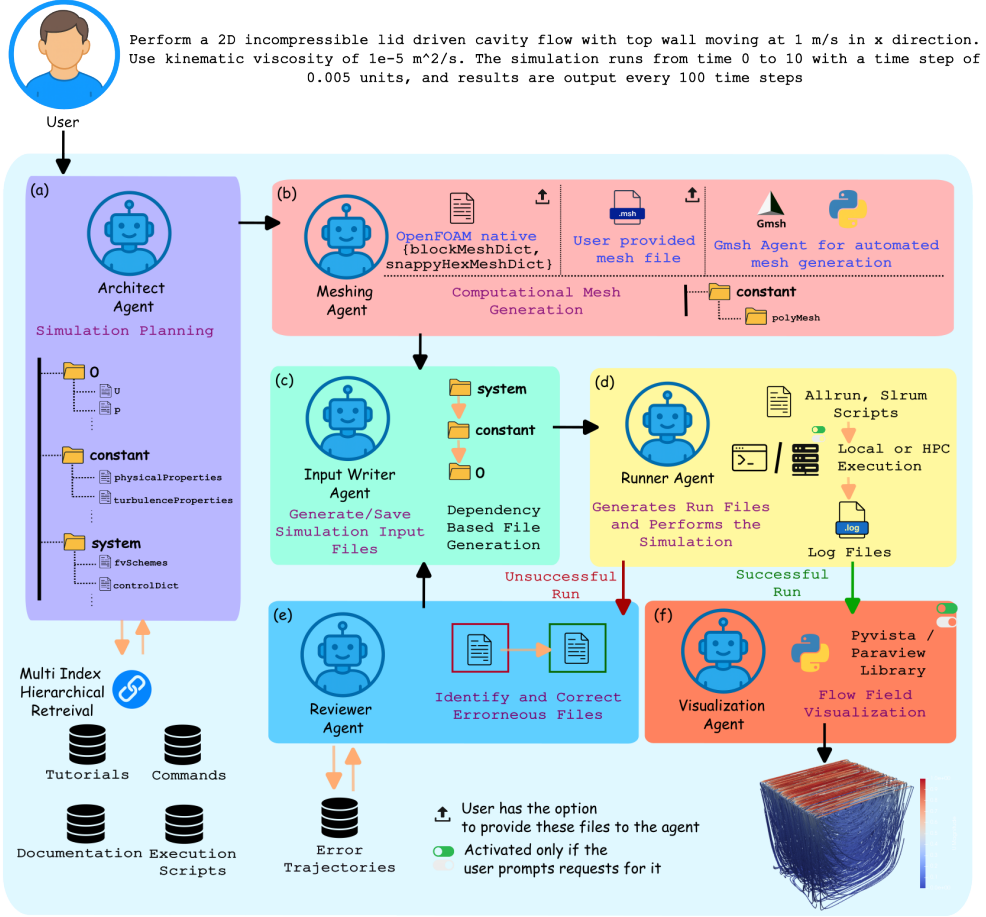 Perform a 2D incompressible lid driven cavity flow with top wall moving at 1 m/s in x direction.
Use kinematic viscosity of 1e-5 m^2/s. The simulation runs from time 0 to 10 with a time step of
0.005 units, and results are output every 100 time steps
User
(a)
Architect
Agent
Simulation Planning
0
U
P
constant
physicalProperties
turbulenceProperties
system
fvSchemes
controlDict
Multi Index
Hierarchical
Retreival
Tutorials
Commands
Documentation
Execution
Scripts
(b)
Meshing
Agent
OpenFOAM native
{blockMeshDict,
snappyHexMeshDict}
.msh
User provided
mesh file
Gmsh
Gmsh Agent for automated
mesh generation
Computational Mesh
Generation
constant
polyMesh
(c)
Input Writer
Agent
Generate/Save
Simulation Input
Files
system
constant
0
Dependency
Based File
Generation
(d)
Runner Agent
Generates Run Files
and Performs the
Simulation
Allrun, Slrum
Scripts
Local or HPC
Execution
.log
Log Files
Unsuccessful
Run
Successful
Run
(e)
Reviewer
Agent
Identify and Correct
Errorneous Files
Error
Trajectories
(f)
Visualization
Agent
Pyvista /
Paraview
Library
Flow Field
Visualization
User has the option
to provide these files to the agent
Activated only if the
user prompts requests for it